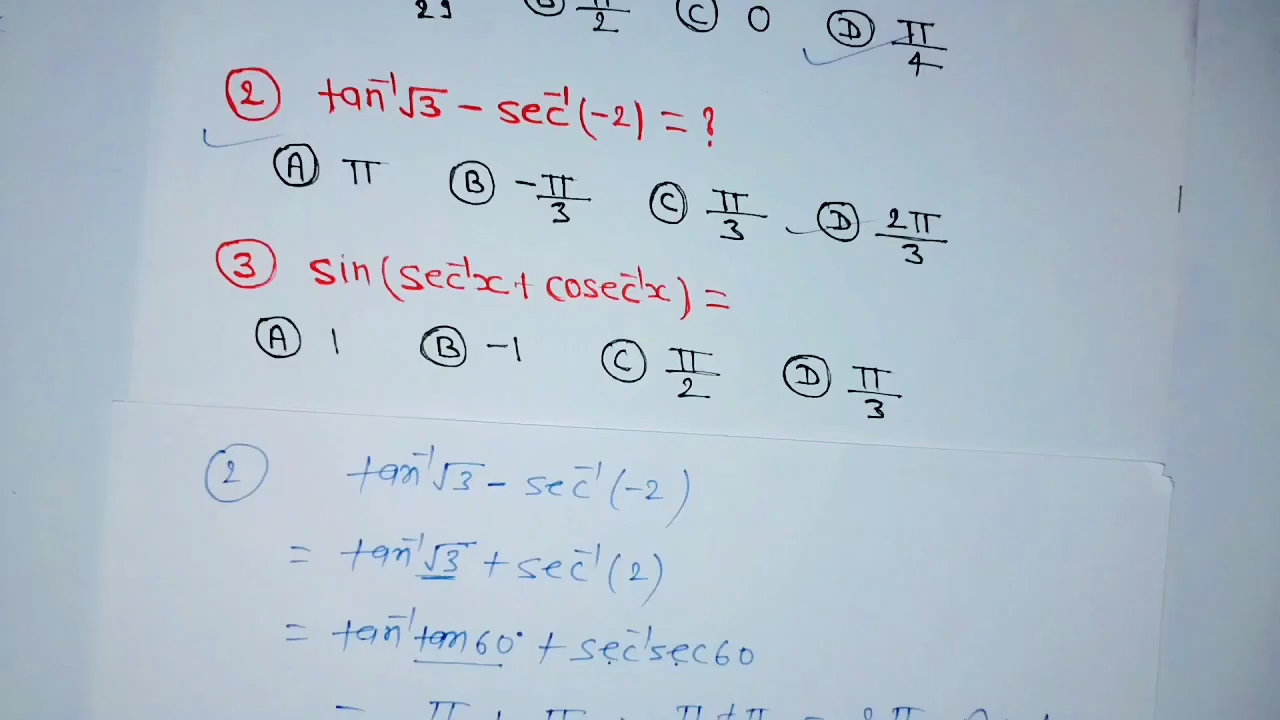 29 Ⓑ π/2 Ⓒ 0 Ⓓ π/4
② tan⁻¹√3 − sec⁻¹(−2) = ?
Ⓐ π Ⓑ −π/3 Ⓒ π/3 Ⓓ 2π/3
③ sin(sec⁻¹x + cosec⁻¹x) =
Ⓐ 1 Ⓑ −1 Ⓒ π/2 Ⓓ π/3
② tan⁻¹√3 − sec⁻¹(−2)
= tan⁻¹√3 + sec⁻¹(2)
= tan⁻¹tan60° + sec⁻¹sec60